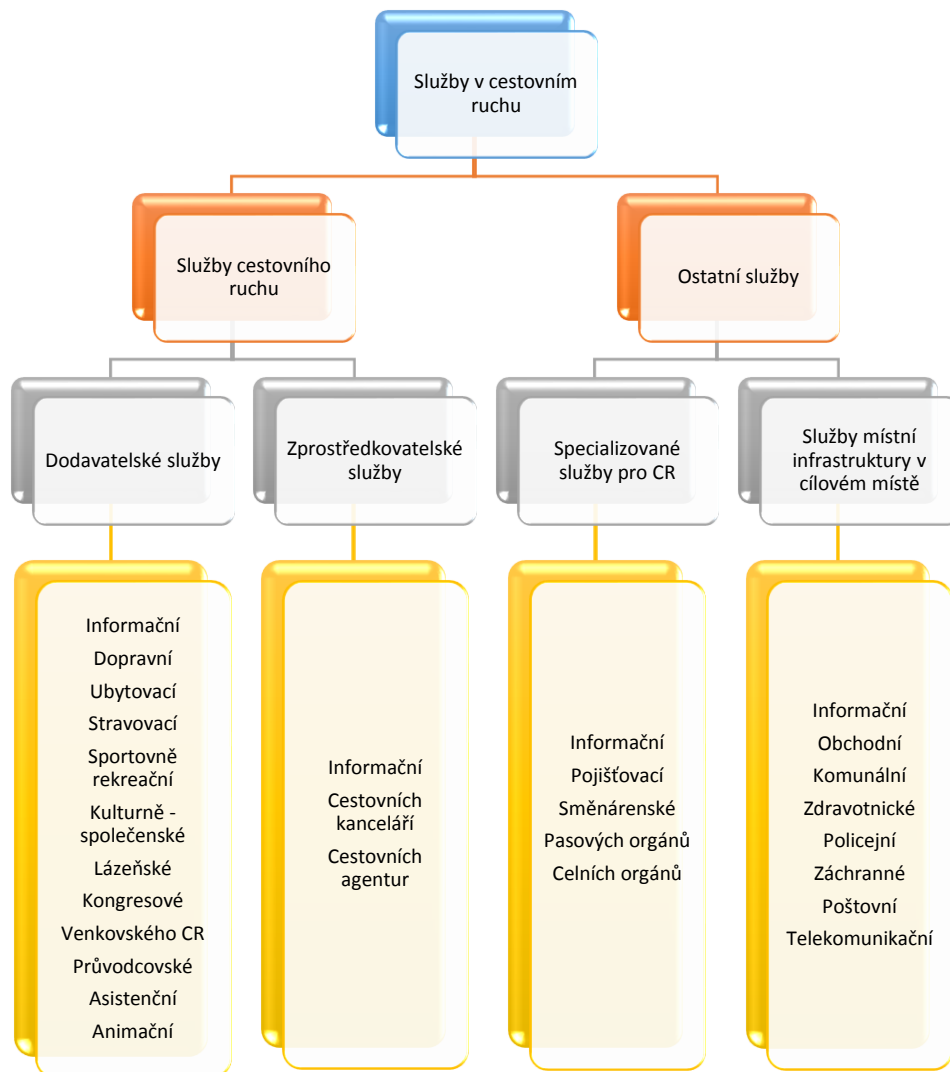 Služby v cestovním
ruchu
Služby cestovního
ruchu
Ostatní služby
Dodavatelské služby
Zprostředkovatelské
služby
Specializované
služby pro CR
Služby místní
infrastruktury v
cílovém místě
Informační
Dopravní
Ubytovací
Stravovací
Sportovně
rekreační
Kulturně -
společenské
Lázeňské
Kongresové
Venkovského CR
Průvodcovské
Asistenční
Animační
Informační
Cestovních
kanceláří
Cestovních
agentur
Informační
Pojišťovací
Směnárenské
Pasových orgánů
Celních orgánů
Informační
Obchodní
Komunální
Zdravotnické
Policejní
Záchranné
Poštovní
Telekomunikační